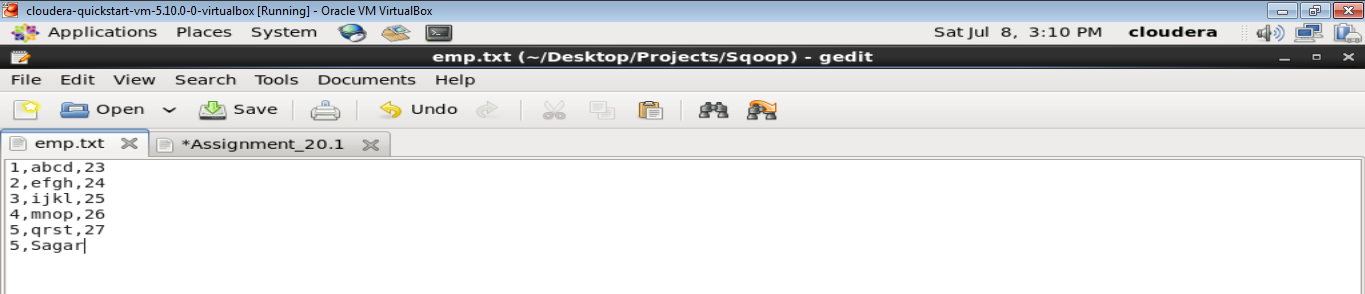 cloudera-quickstart-vm-5.10.0-0-virtualbox [Running] - Oracle VM VirtualBox
Applications Places System Sat Jul 8, 3:10 PM cloudera
emp.txt (~/Desktop/Projects/Sqoop) - gedit
File Edit View Search Tools Documents Help
Open Save Undo
emp.txt *Assignment_20.1
1,abcd,23
2,efgh,24
3,ijkl,25
4,mnop,26
5,qrst,27
5,Sagar